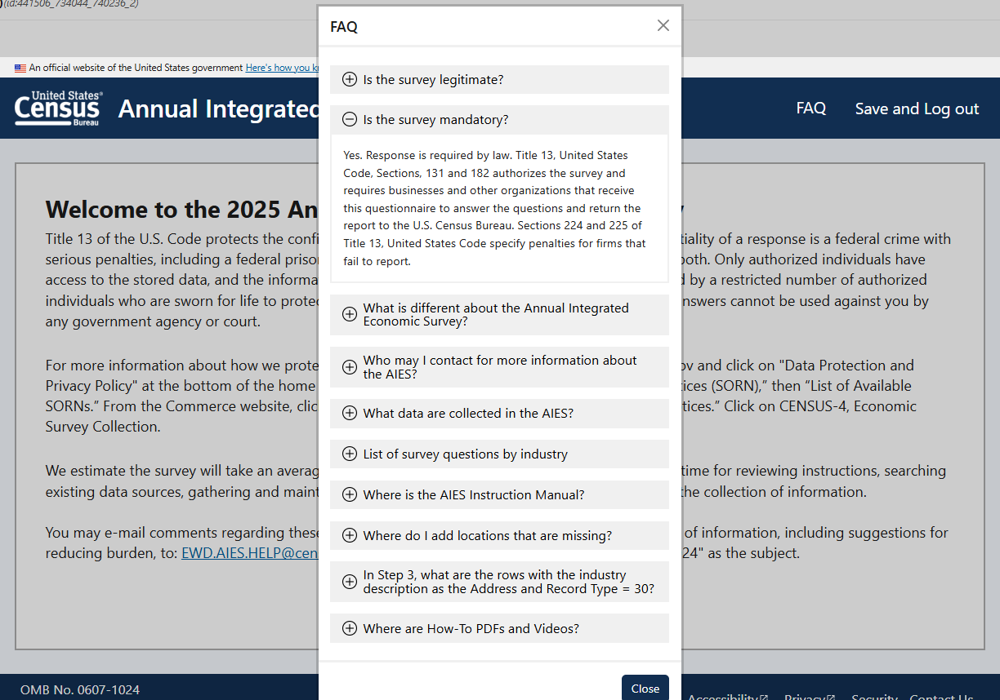 (id:441506_734044_740236_2)
An official website of the United States government Here's how you k
United States®
Census
Bureau
Annual Integrated
FAQ
Save and Log out
Welcome to the 2025 An
Title 13 of the U.S. Code protects the confi
serious penalties, including a federal priso
access to the stored data, and the informa
individuals who are sworn for life to prote
any government agency or court.
For more information about how we prote
Privacy Policy" at the bottom of the home
SORNs.” From the Commerce website, clic
Survey Collection.
We estimate the survey will take an averag
existing data sources, gathering and maint
You may e-mail comments regarding these
reducing burden, to: EWD.AIES.HELP@cen
FAQ
Is the survey legitimate?
Is the survey mandatory?
Yes. Response is required by law. Title 13, United States
Code, Sections, 131 and 182 authorizes the survey and
requires businesses and other organizations that receive
this questionnaire to answer the questions and return the
report to the U.S. Census Bureau. Sections 224 and 225 of
Title 13, United States Code specify penalties for firms that
fail to report.
What is different about the Annual Integrated
Economic Survey?
Who may I contact for more information about
the AIES?
What data are collected in the AIES?
List of survey questions by industry
Where is the AIES Instruction Manual?
Where do I add locations that are missing?
In Step 3, what are the rows with the industry
description as the Address and Record Type = 30?
Where are How-To PDFs and Videos?
Close
tiality of a response is a federal crime with
both. Only authorized individuals have
d by a restricted number of authorized
nswers cannot be used against you by
ov and click on "Data Protection and
tices (SORN),” then “List of Available
tices.” Click on CENSUS-4, Economic
time for reviewing instructions, searching
the collection of information.
of information, including suggestions for
24" as the subject.
OMB No. 0607-1024
Accessibility
Privacy
Security
Contact Us